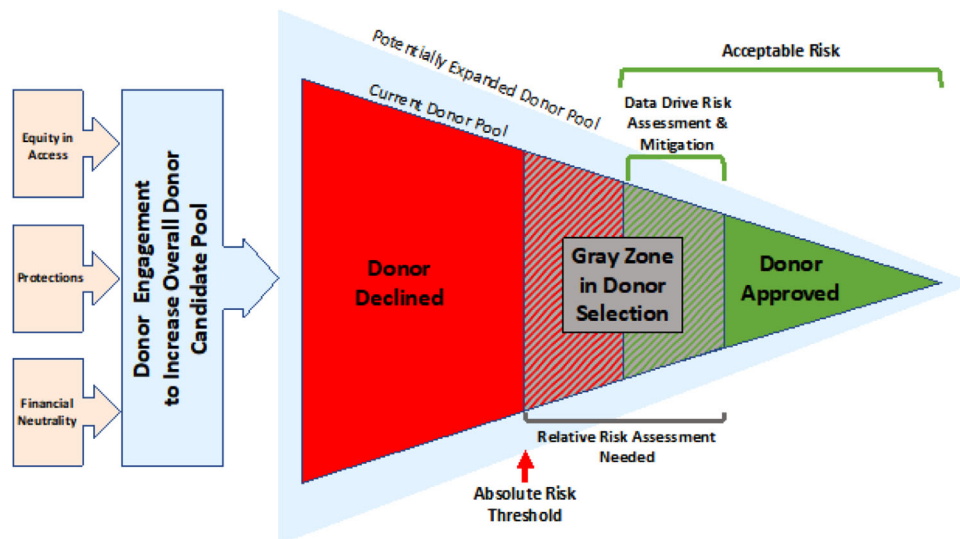 Equity in
Access
Protections
Financial
Neutrality
Donor Engagement
to Increase Overall Donor
Candidate Pool
Potentially Expanded Donor Pool
Current Donor Pool
Acceptable Risk
Data Drive Risk
Assessment &
Mitigation
Donor
Declined
Gray Zone
in Donor
Selection
Donor
Approved
Relative Risk Assessment
Needed
Absolute Risk
Threshold